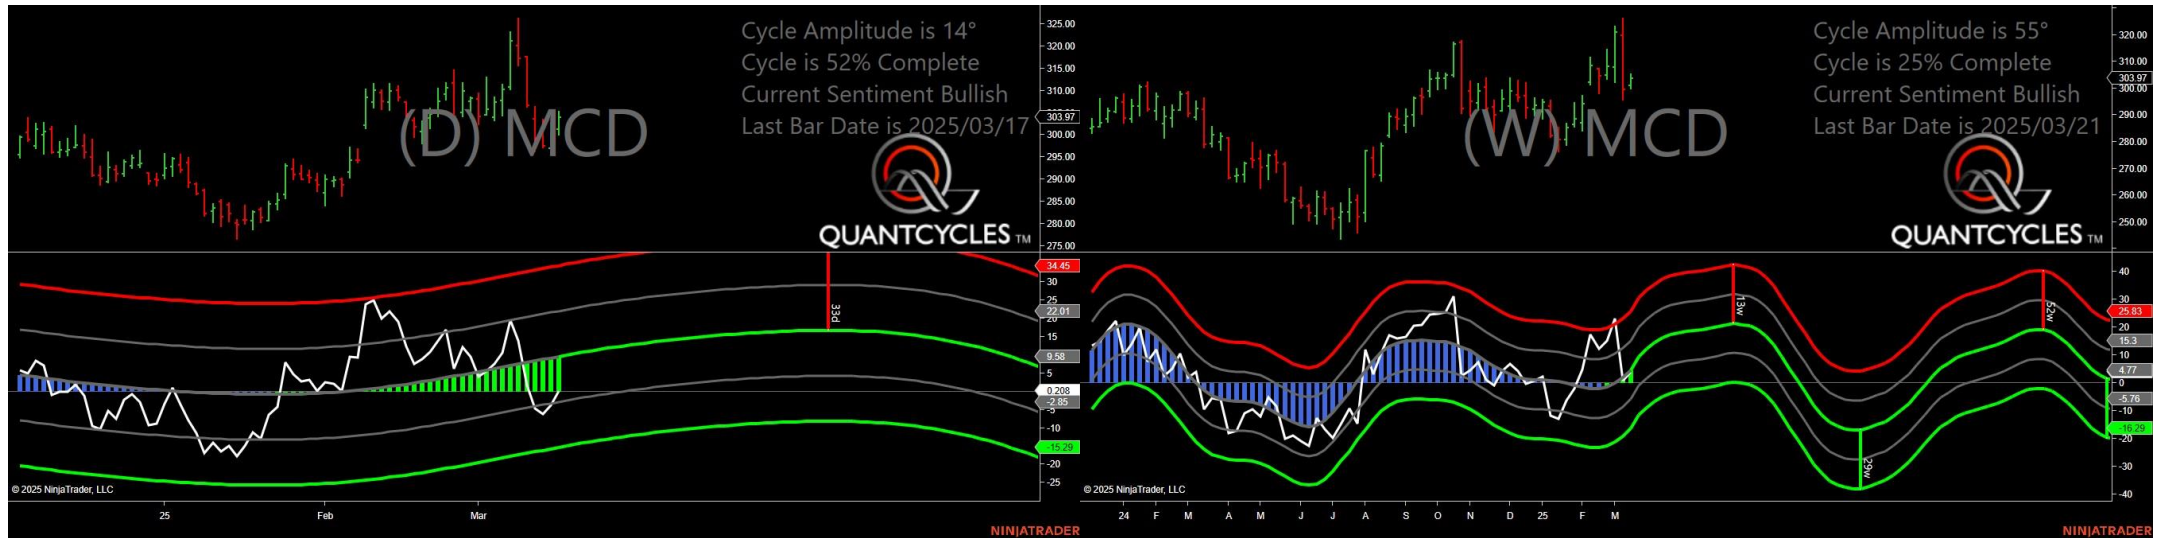 Cycle Amplitude is 14°
Cycle is 52% Complete
Current Sentiment Bullish
Last Bar Date is 2025/03/17
(D) MCD
QUANTCYCLES TM
325.00
320.00
315.00
310.00
303.97
300.00
295.00
290.00
285.00
280.00
275.00
34.45
30
25
22.01
20
15
9.58
5
0.208
-2.85
-5
-10
-15.29
-20
-25
33d
© 2025 NinjaTrader, LLC
25 Feb Mar
NINJATRADER
Cycle Amplitude is 55°
Cycle is 25% Complete
Current Sentiment Bullish
Last Bar Date is 2025/03/21
(W) MCD
QUANTCYCLES TM
320.00
310.00
303.97
300.00
290.00
280.00
270.00
260.00
250.00
40
30
25.83
20
15.3
10
4.77
0
-5.76
-10
-16.29
-20
-30
-40
13w
29w
52w
© 2025 NinjaTrader, LLC
24 F M A M J J A S O N D 25 F M
NINJATRADER